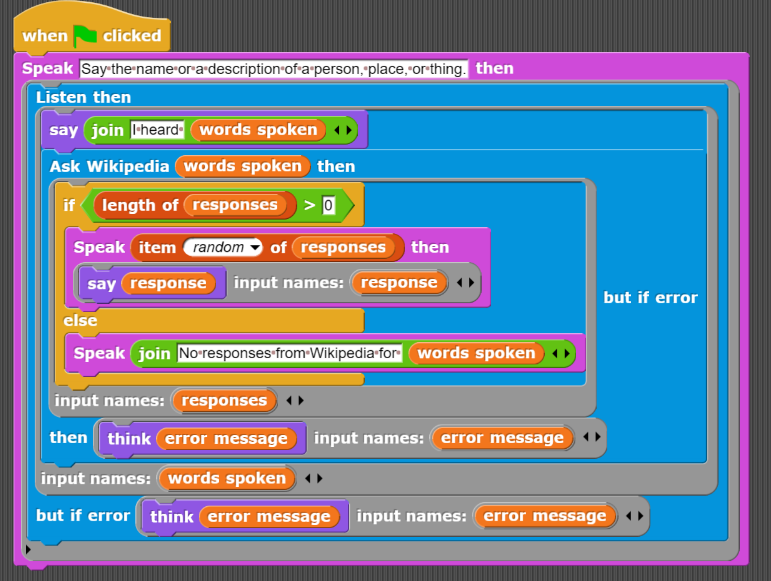 when clicked
Speak Say the name or a description of a person, place, or thing. then
Listen then
say join I heard words spoken
Ask Wikipedia words spoken then
if length of responses > 0
Speak item random of responses then
say response input names: response
but if error
else
Speak join No responses from Wikipedia for words spoken
input names: responses
then think error message input names: error message
input names: words spoken
but if error think error message input names: error message